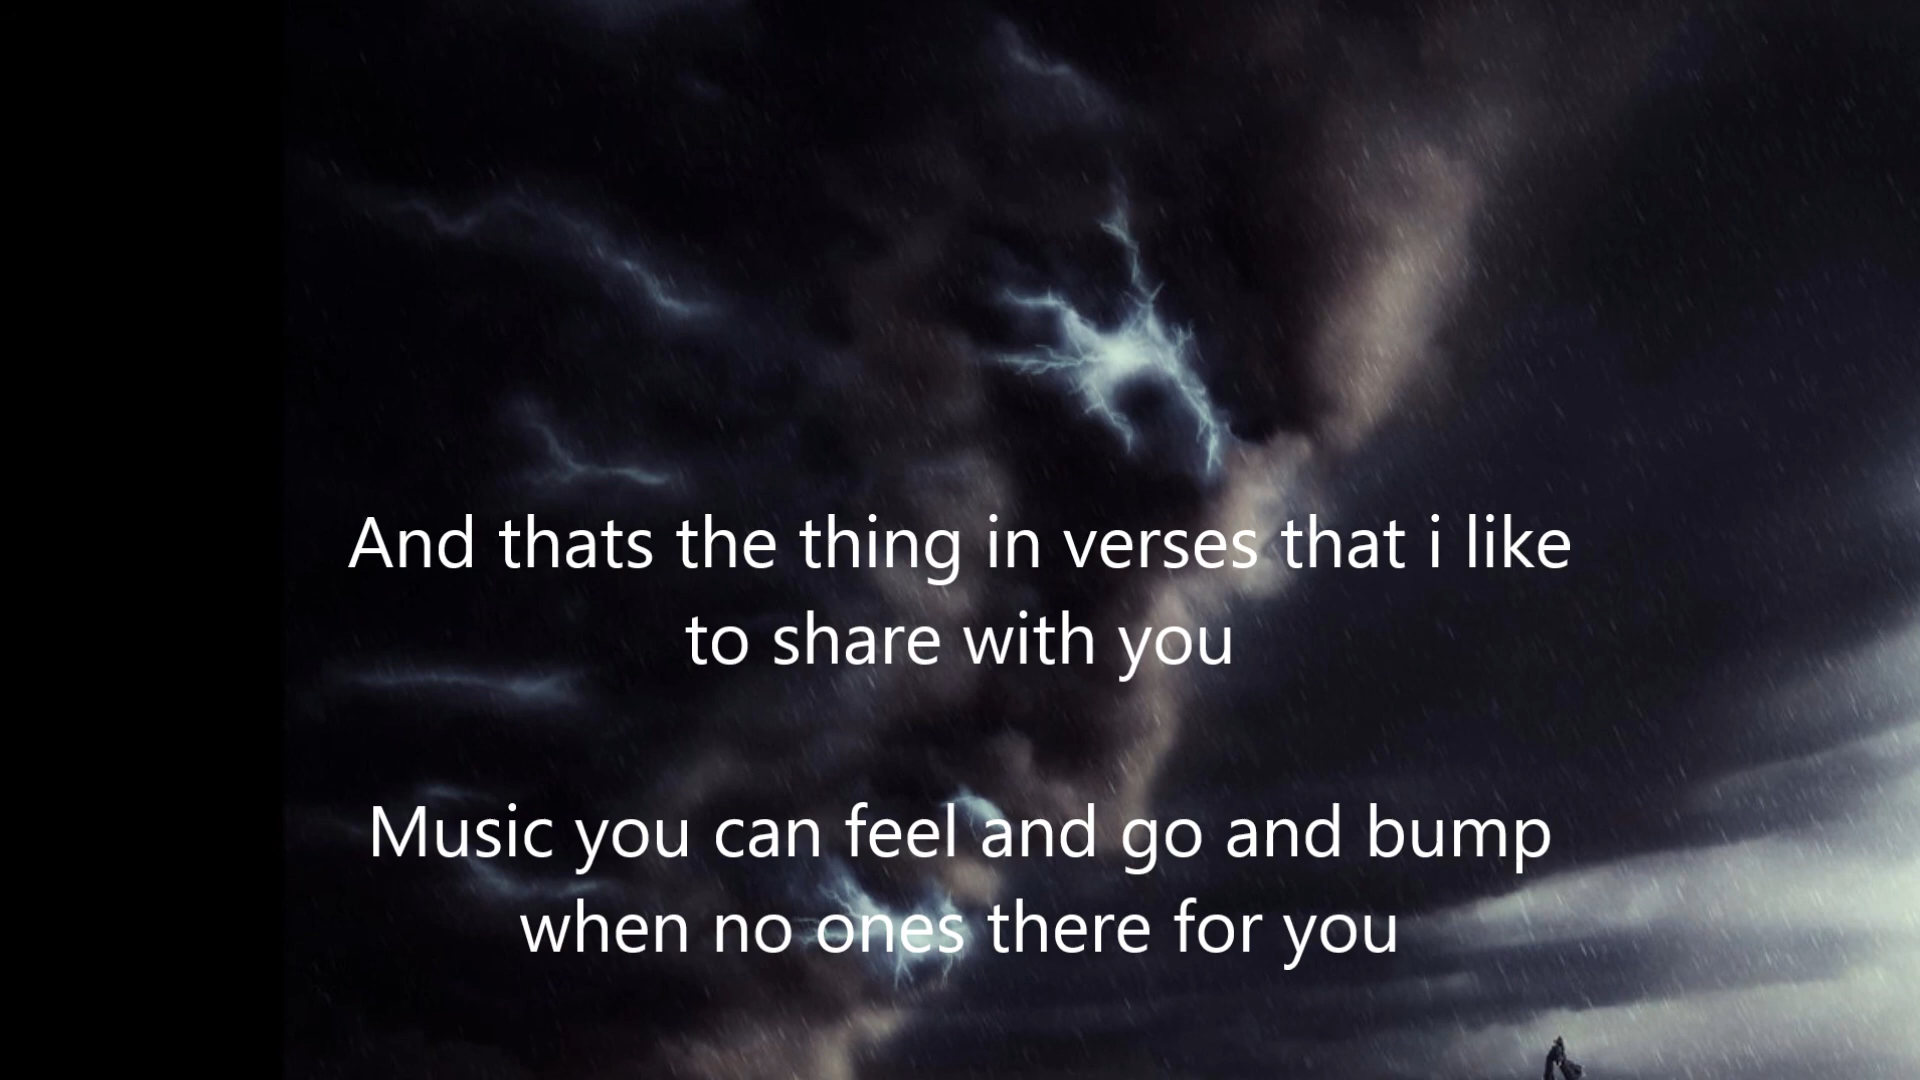 And thats the thing in verses that i like
to share with you
Music you can feel and go and bump
when no ones there for you